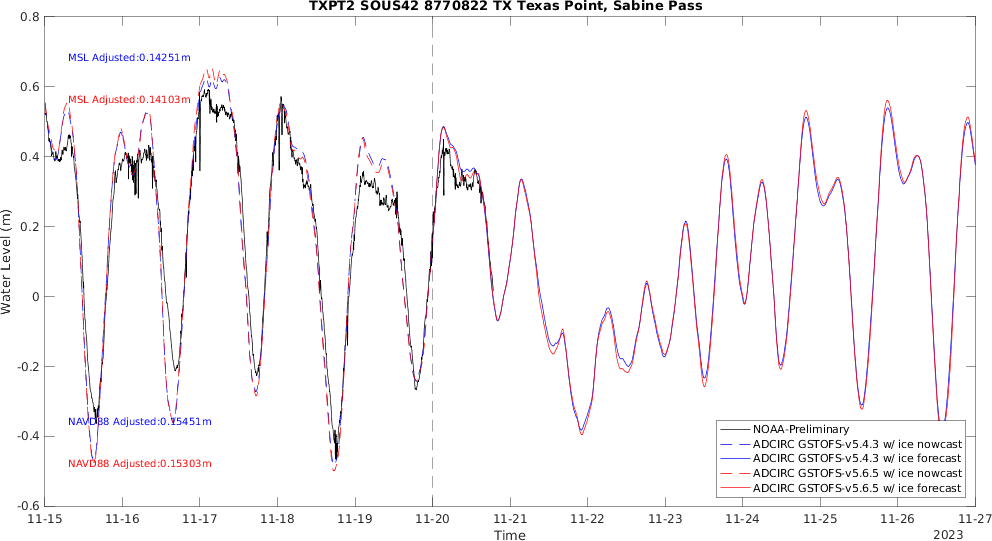 TXPT2 SOUS42 8770822 TX Texas Point, Sabine Pass
0.8
0.6
0.4
0.2
0
-0.2
-0.4
-0.6
Water Level (m)
MSL Adjusted:0.14251m
MSL Adjusted:0.14103m
NAVD88 Adjusted:0.15451m
NAVD88 Adjusted:0.15303m
NOAA-Preliminary
ADCIRC GSTOFS-v5.4.3 w/ ice nowcast
ADCIRC GSTOFS-v5.4.3 w/ ice forecast
ADCIRC GSTOFS-v5.6.5 w/ ice nowcast
ADCIRC GSTOFS-v5.6.5 w/ ice forecast
11-15 11-16 11-17 11-18 11-19 11-20 11-21 11-22 11-23 11-24 11-25 11-26 11-27
Time 2023